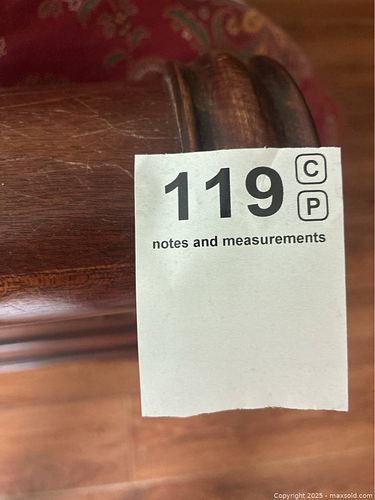 119 C
P
notes and measurements
Copyright 2025 - maxsold.com